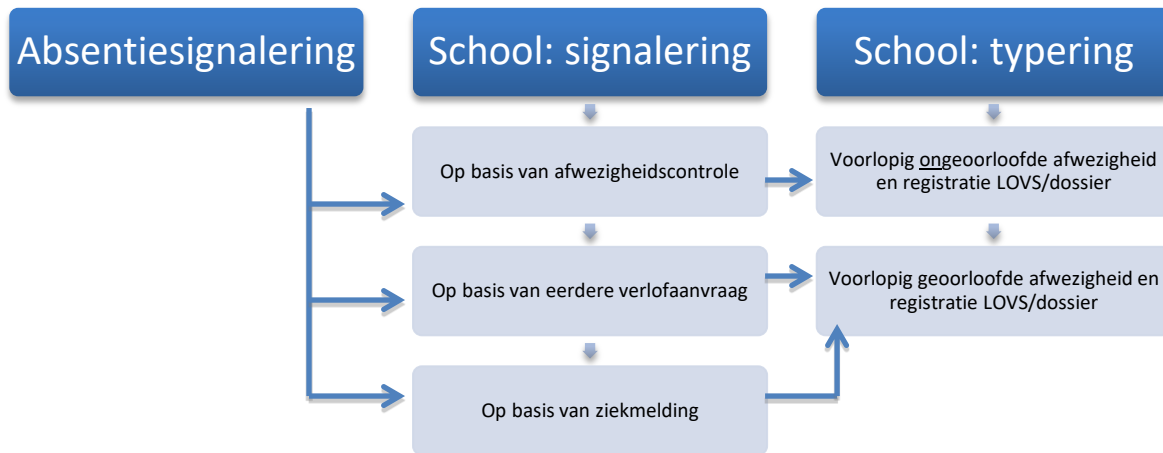 Absentiesignalering
School: signalering
School: typering
Op basis van afwezigheidscontrole
Voorlopig ongeoorloofde afwezigheid
en registratie LOVS/dossier
Op basis van eerdere verlofaanvraag
Voorlopig geoorloofde afwezigheid en
registratie LOVS/dossier
Op basis van ziekmelding